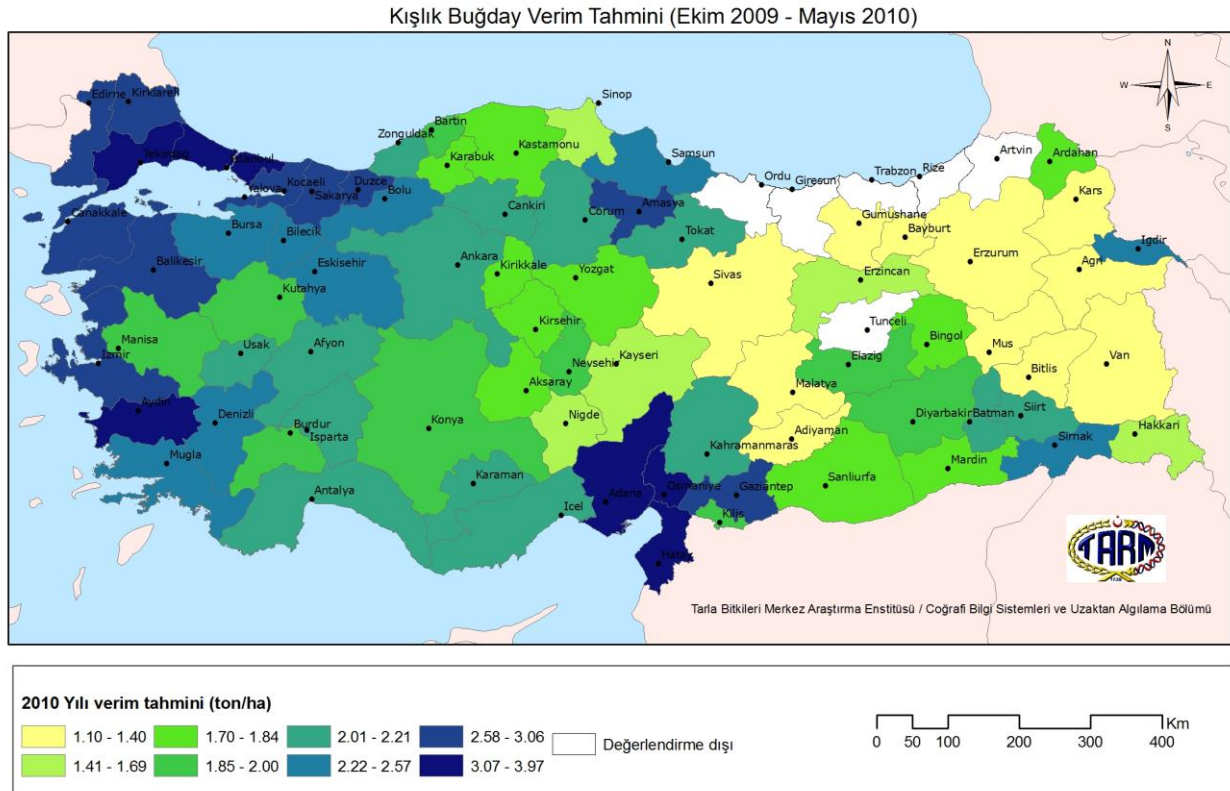 Kışlık Buğday Verim Tahmini (Ekim 2009 - Mayıs 2010)
N
W E
S
Edirne Kirklareli
Sinop
Bartin
Zonguldak
Kastamonu
Karabuk
Samsun
Artvin
Ardahan
Tekirdag
Istanbul
Trabzon Rize
Ordu Giresun
Kars
Yalova Kocaeli
Sakarya
Duzce
Bolu
Canakkale
Cankiri
Corum
Amasya
Gumushane
Bayburt
Bursa
Bilecik
Tokat
Igdir
Balikesir
Eskisehir
Ankara
Kirikkale
Yozgat
Sivas
Erzincan
Erzurum
Agri
Kutahya
Manisa
Usak
Afyon
Kirsehir
Tunceli
Bingol
Izmir
Nevsehir
Kayseri
Elazig
Mus
Van
Aksaray
Malatya
Bitlis
Aydin
Denizli
Burdur
Isparta
Konya
Nigde
Adiyaman
Diyarbakir
Batman
Siirt
Hakkari
Mugla
Kahramanmaras
Sirnak
Antalya
Karaman
Icel
Adana
Osmaniye
Gaziantep
Sanliurfa
Mardin
Kilis
Hatay
TARM
Tarla Bitkileri Merkez Araştırma Enstitüsü / Coğrafi Bilgi Sistemleri ve Uzaktan Algılama Bölümü
2010 Yılı verim tahmini (ton/ha)
1.10 - 1.40 1.70 - 1.84 2.01 - 2.21 2.58 - 3.06 Değerlendirme dışı
1.41 - 1.69 1.85 - 2.00 2.22 - 2.57 3.07 - 3.97
Km
0 50 100 200 300 400